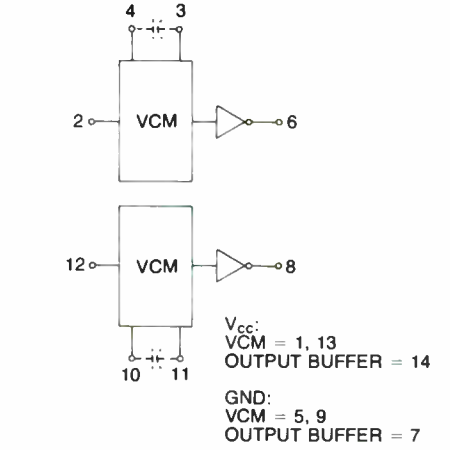 4 3
2 VCM 6
12 VCM 8
10 11
Vcc:
VCM = 1, 13
OUTPUT BUFFER = 14
GND:
VCM = 5, 9
OUTPUT BUFFER = 7